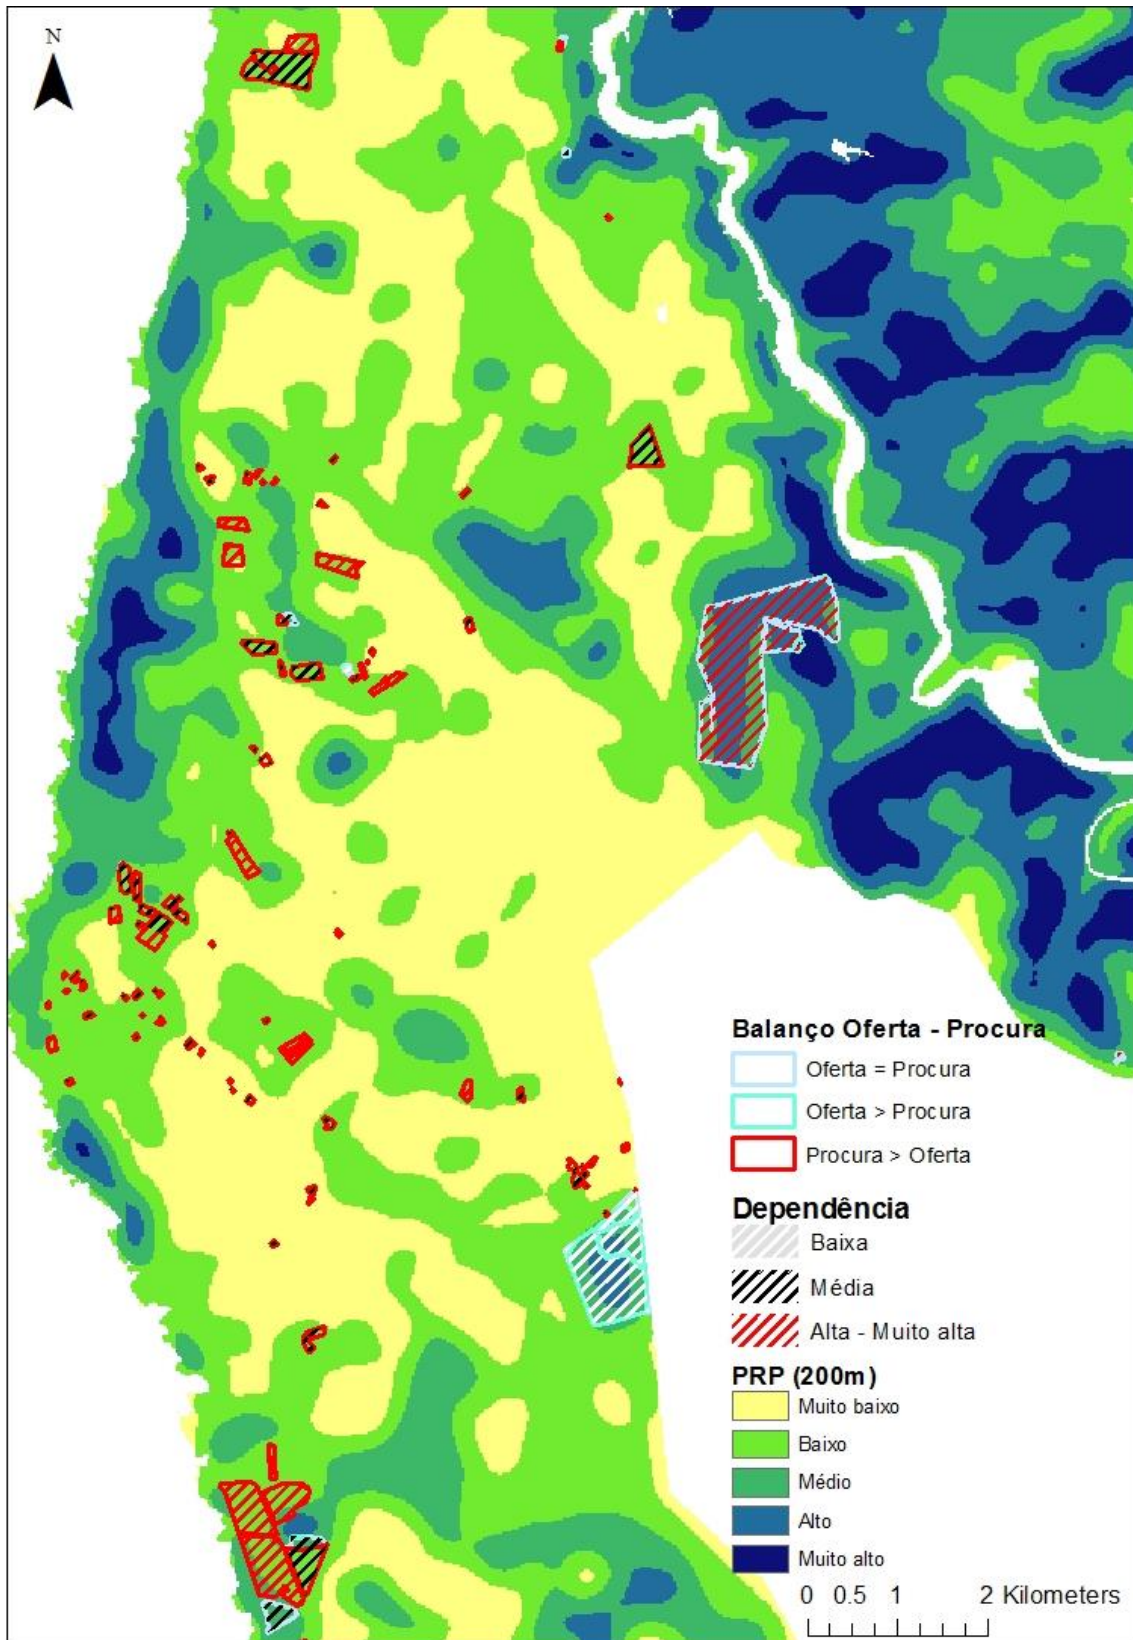 N
Balanço Oferta - Procura
Oferta = Procura
Oferta > Procura
Procura > Oferta
Dependência
Baixa
Média
Alta - Muito alta
PRP (200m)
Muito baixo
Baixo
Médio
Alto
Muito alto
0 0.5 1 2 Kilometers